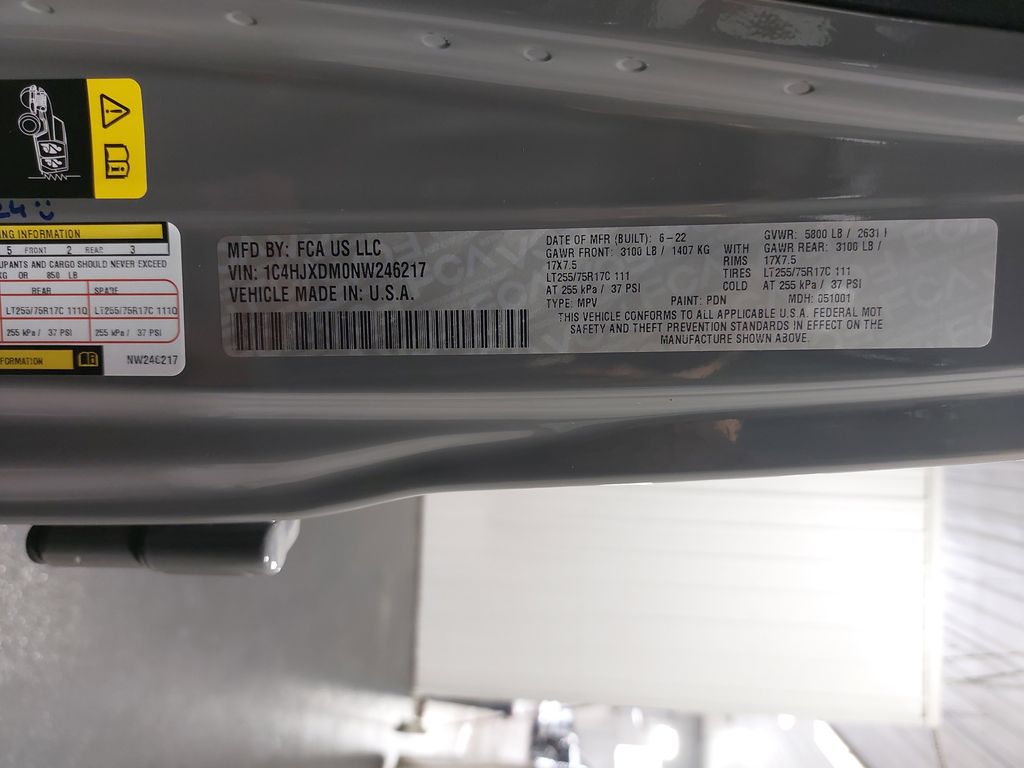 24
NG INFORMATION
5 FRONT 2 REAR 3
UPANTS AND CARGO SHOULD NEVER EXCEED
KG OR 850 LB
REAR SPARE
LT255/75R17C 111Q LT255/75R17C 111Q
255 kPa / 37 PSI 255 kPa / 37 PSI
FORMATION NW246217
MFD BY: FCA US LLC
VIN: 1C4HJXDM0NW246217
VEHICLE MADE IN: U.S.A.
DATE OF MFR (BUILT): 6-22 GVWR: 5800 LB / 2631
GAWR FRONT: 3100 LB / 1407 KG WITH GAWR REAR: 3100 LB /
17X7.5 RIMS 17X7.5
LT255/75R17C 111 TIRES LT255/75R17C 111
AT 255 kPa / 37 PSI COLD AT 255 kPa / 37 PSI
TYPE: MPV PAINT: PDN MDH: 051001
THIS VEHICLE CONFORMS TO ALL APPLICABLE U.S.A. FEDERAL MOT
SAFETY AND THEFT PREVENTION STANDARDS IN EFFECT ON THE
MANUFACTURE SHOWN ABOVE.